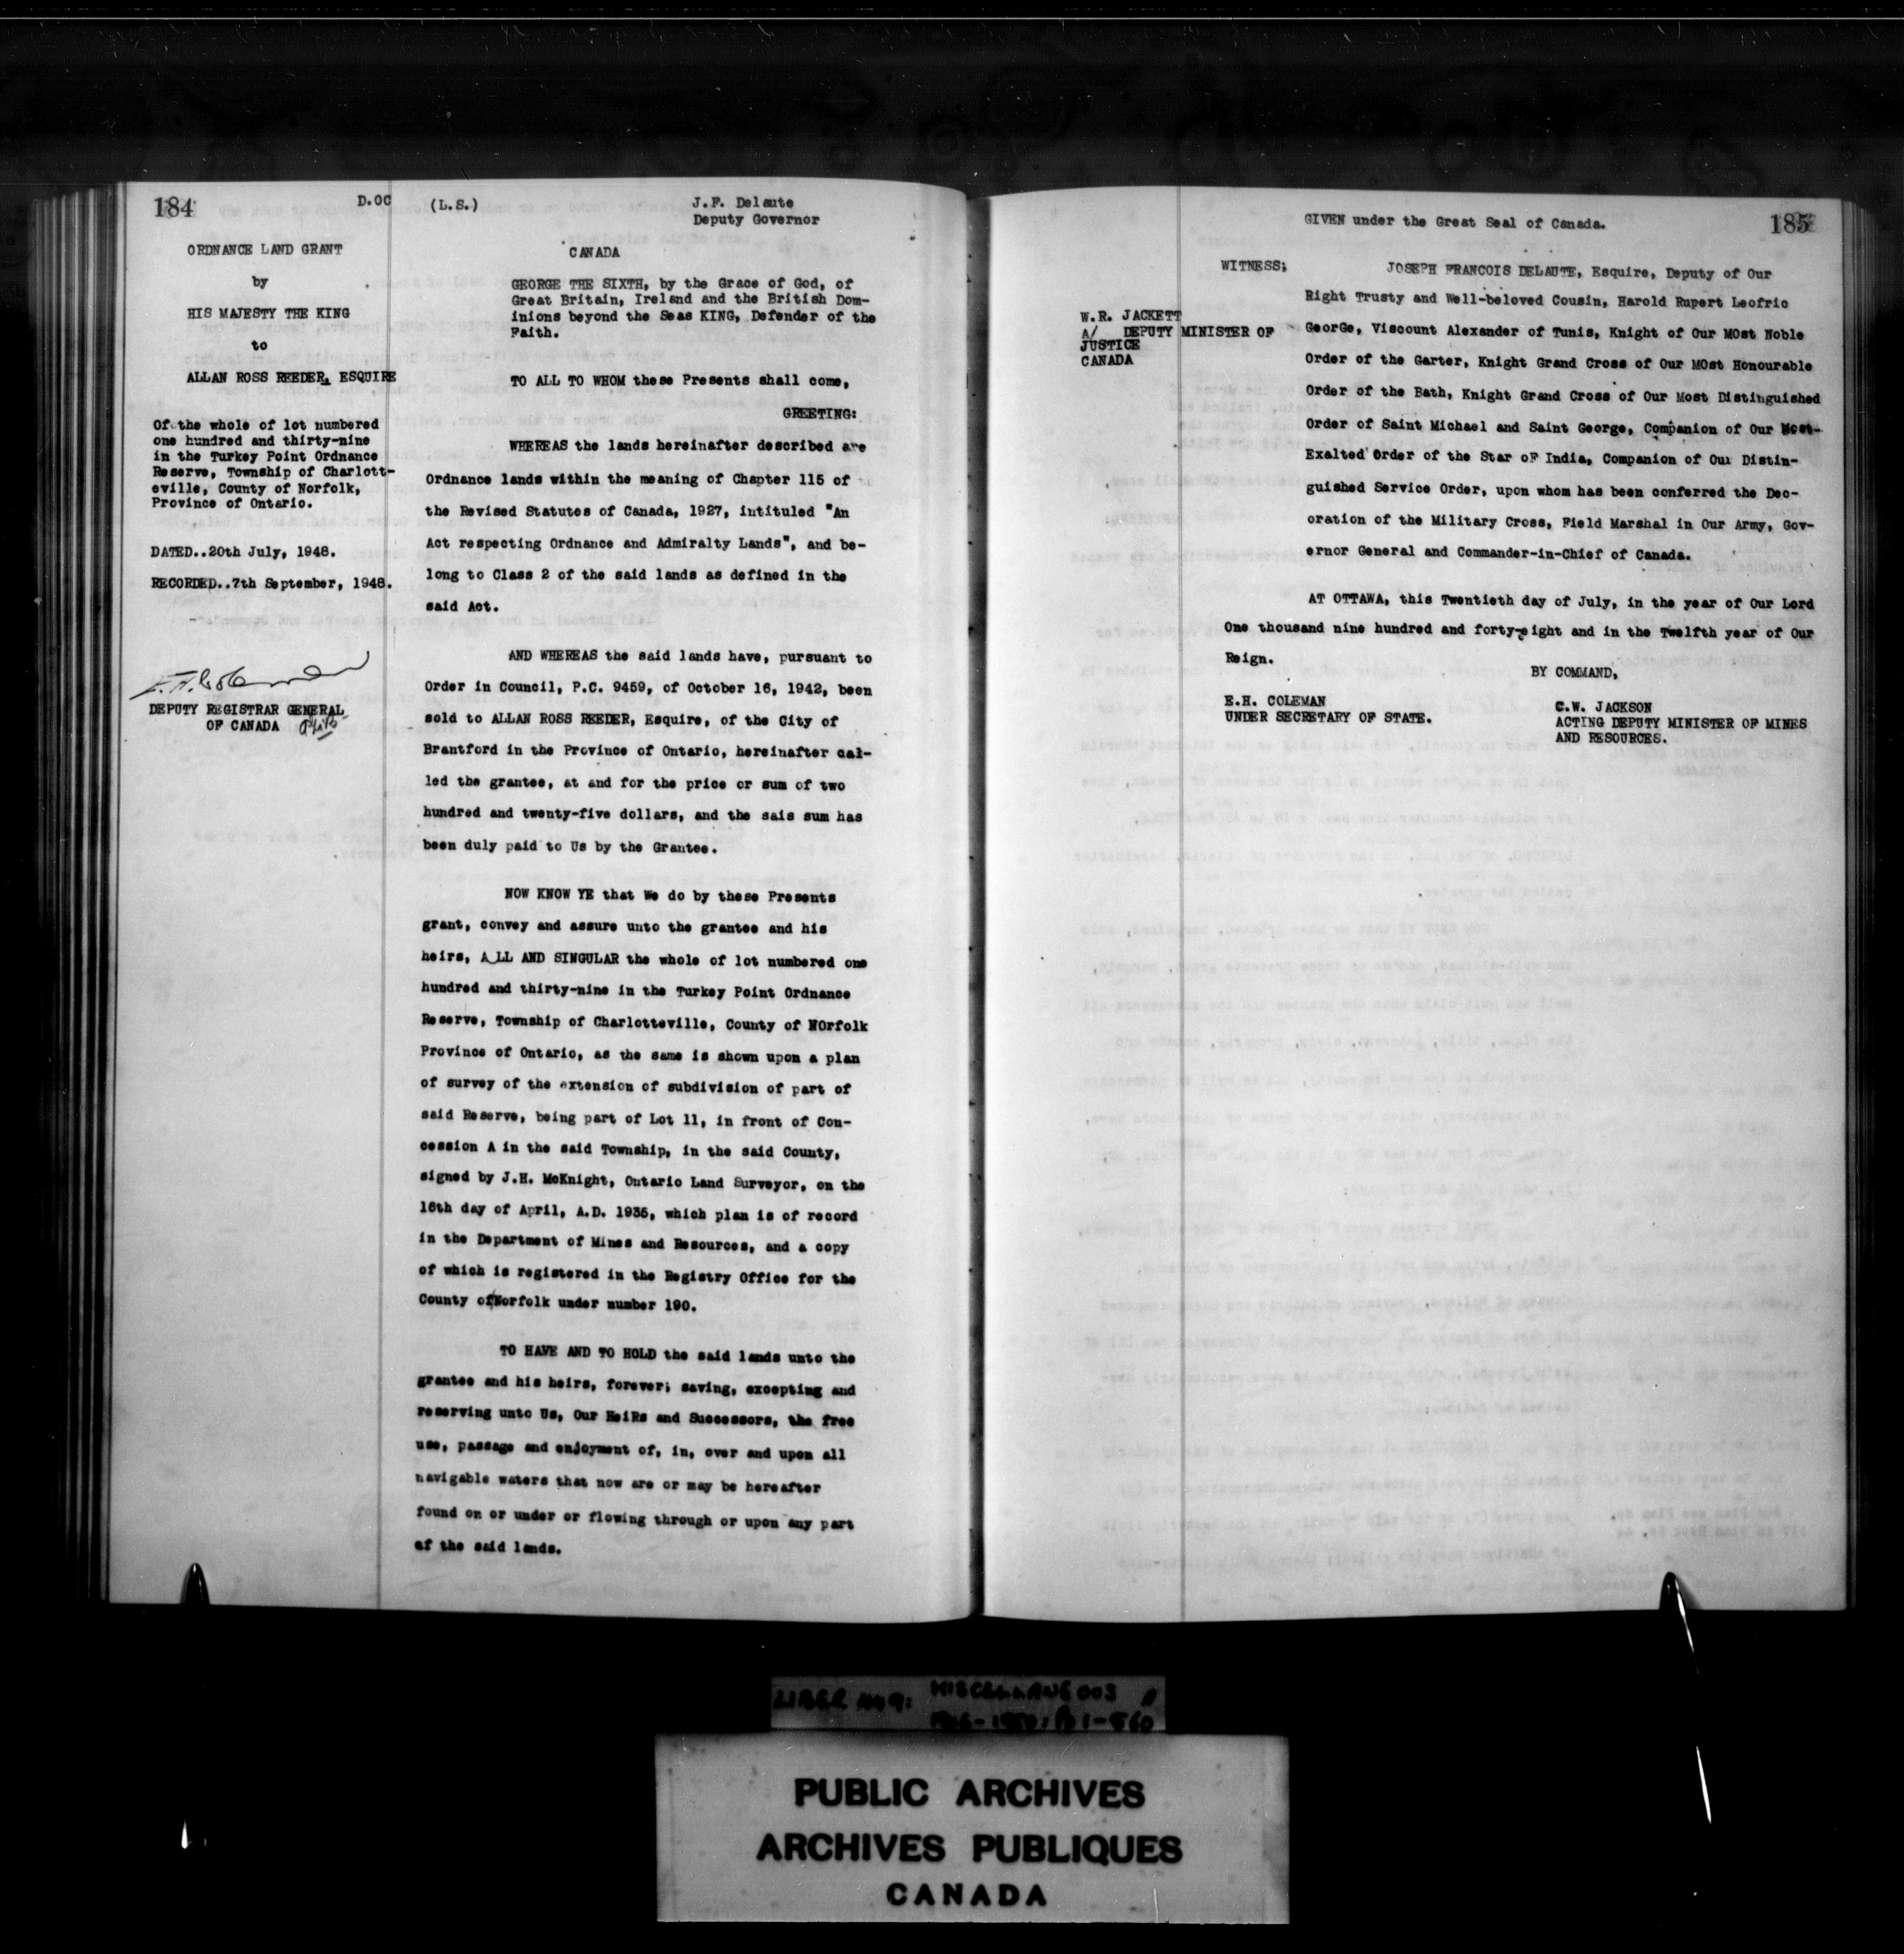 184
D.OC
(L.S.)
J.F. Delaute
Deputy Governor
ORDNANCE LAND GRANT
by
HIS MAJESTY THE KING
to
ALLAN ROSS REEDER, ESQUIRE
Of the whole of lot numbered
one hundred and thirty-nine
in the Turkey Point Ordnance
Reserve, Township of Charlott-
eville, County of Norfolk,
Province of Ontario.
DATED..20th July, 1948.
RECORDED..7th September, 1948.
DEPUTY REGISTRAR GENERAL
OF CANADA
CANADA
GEORGE THE SIXTH, by the Grace of God, of
Great Britain, Ireland and the British Dom-
inions beyond the Seas KING, Defender of the
Faith.
TO ALL TO WHOM these Presents shall come,
GREETING:
WHEREAS the lands hereinafter described are
Ordnance lands within the meaning of Chapter 115 of
the Revised Statutes of Canada, 1927, intituled "An
Act respecting Ordnance and Admiralty Lands", and be-
long to Class 2 of the said lands as defined in the
said Act.
AND WHEREAS the said lands have, pursuant to
Order in Council, P.C. 9459, of October 16, 1942, been
sold to ALLAN ROSS REEDER, Esquire, of the City of
Brantford in the Province of Ontario, hereinafter cal-
led the grantee, at and for the price or sum of two
hundred and twenty-five dollars, and the sais sum has
been duly paid to Us by the Grantee.
NOW KNOW YE that We do by these Presents
grant, convey and assure unto the grantee and his
heirs, ALL AND SINGULAR the whole of lot numbered one
hundred and thirty-nine in the Turkey Point Ordnance
Reserve, Township of Charlotteville, County of NOrfolk
Province of Ontario, as the same is shown upon a plan
of survey of the extension of subdivision of part of
said Reserve, being part of Lot 11, in front of Con-
cession A in the said Township, in the said County,
signed by J.H. McKnight, Ontario Land Surveyor, on the
16th day of April, A.D. 1935, which plan is of record
in the Department of Mines and Resources, and a copy
of which is registered in the Registry Office for the
County of Norfolk under number 190.
TO HAVE AND TO HOLD the said lands unto the
grantee and his heirs, forever; saving, excepting and
reserving unto Us, Our HeiRs and Successors, the free
use, passage and enjoyment of, in, over and upon all
navigable waters that now are or may be hereafter
found on or under or flowing through or upon any part
af the said lands.
185
GIVEN under the Great Seal of Canada.
WITNESS:
W.R. JACKETT
A/ DEPUTY MINISTER OF
JUSTICE
CANADA
JOSEPH FRANCOIS DELAUTE, Esquire, Deputy of Our
Right Trusty and Well-beloved Cousin, Harold Rupert Leofric
GeorGe, Viscount Alexander of Tunis, Knight of Our MOst Noble
Order of the Garter, Knight Grand Cross of Our MOst Honourable
Order of the Bath, Knight Grand Cross of Our Most Distinguished
Order of Saint Michael and Saint George, Companion of Our Most-
Exalted Order of the Star oF India, Companion of Our Distin-
guished Service Order, upon whom has been conferred the Dec-
oration of the Military Cross, Field Marshal in Our Army, Gov-
ernor General and Commander-in-Chief of Canada.
AT OTTAWA, this Twentieth day of July, in the year of Our Lord
One thousand nine hundred and forty-eight and in the Twelfth year of Our
Reign.
BY COMMAND,
E.H. COLEMAN
UNDER SECRETARY OF STATE.
C.W. JACKSON
ACTING DEPUTY MINISTER OF MINES
AND RESOURCES.
LIBER 449: MISCELLANEOUS
1946-1950: 1-560
PUBLIC ARCHIVES
ARCHIVES PUBLIQUES
CANADA